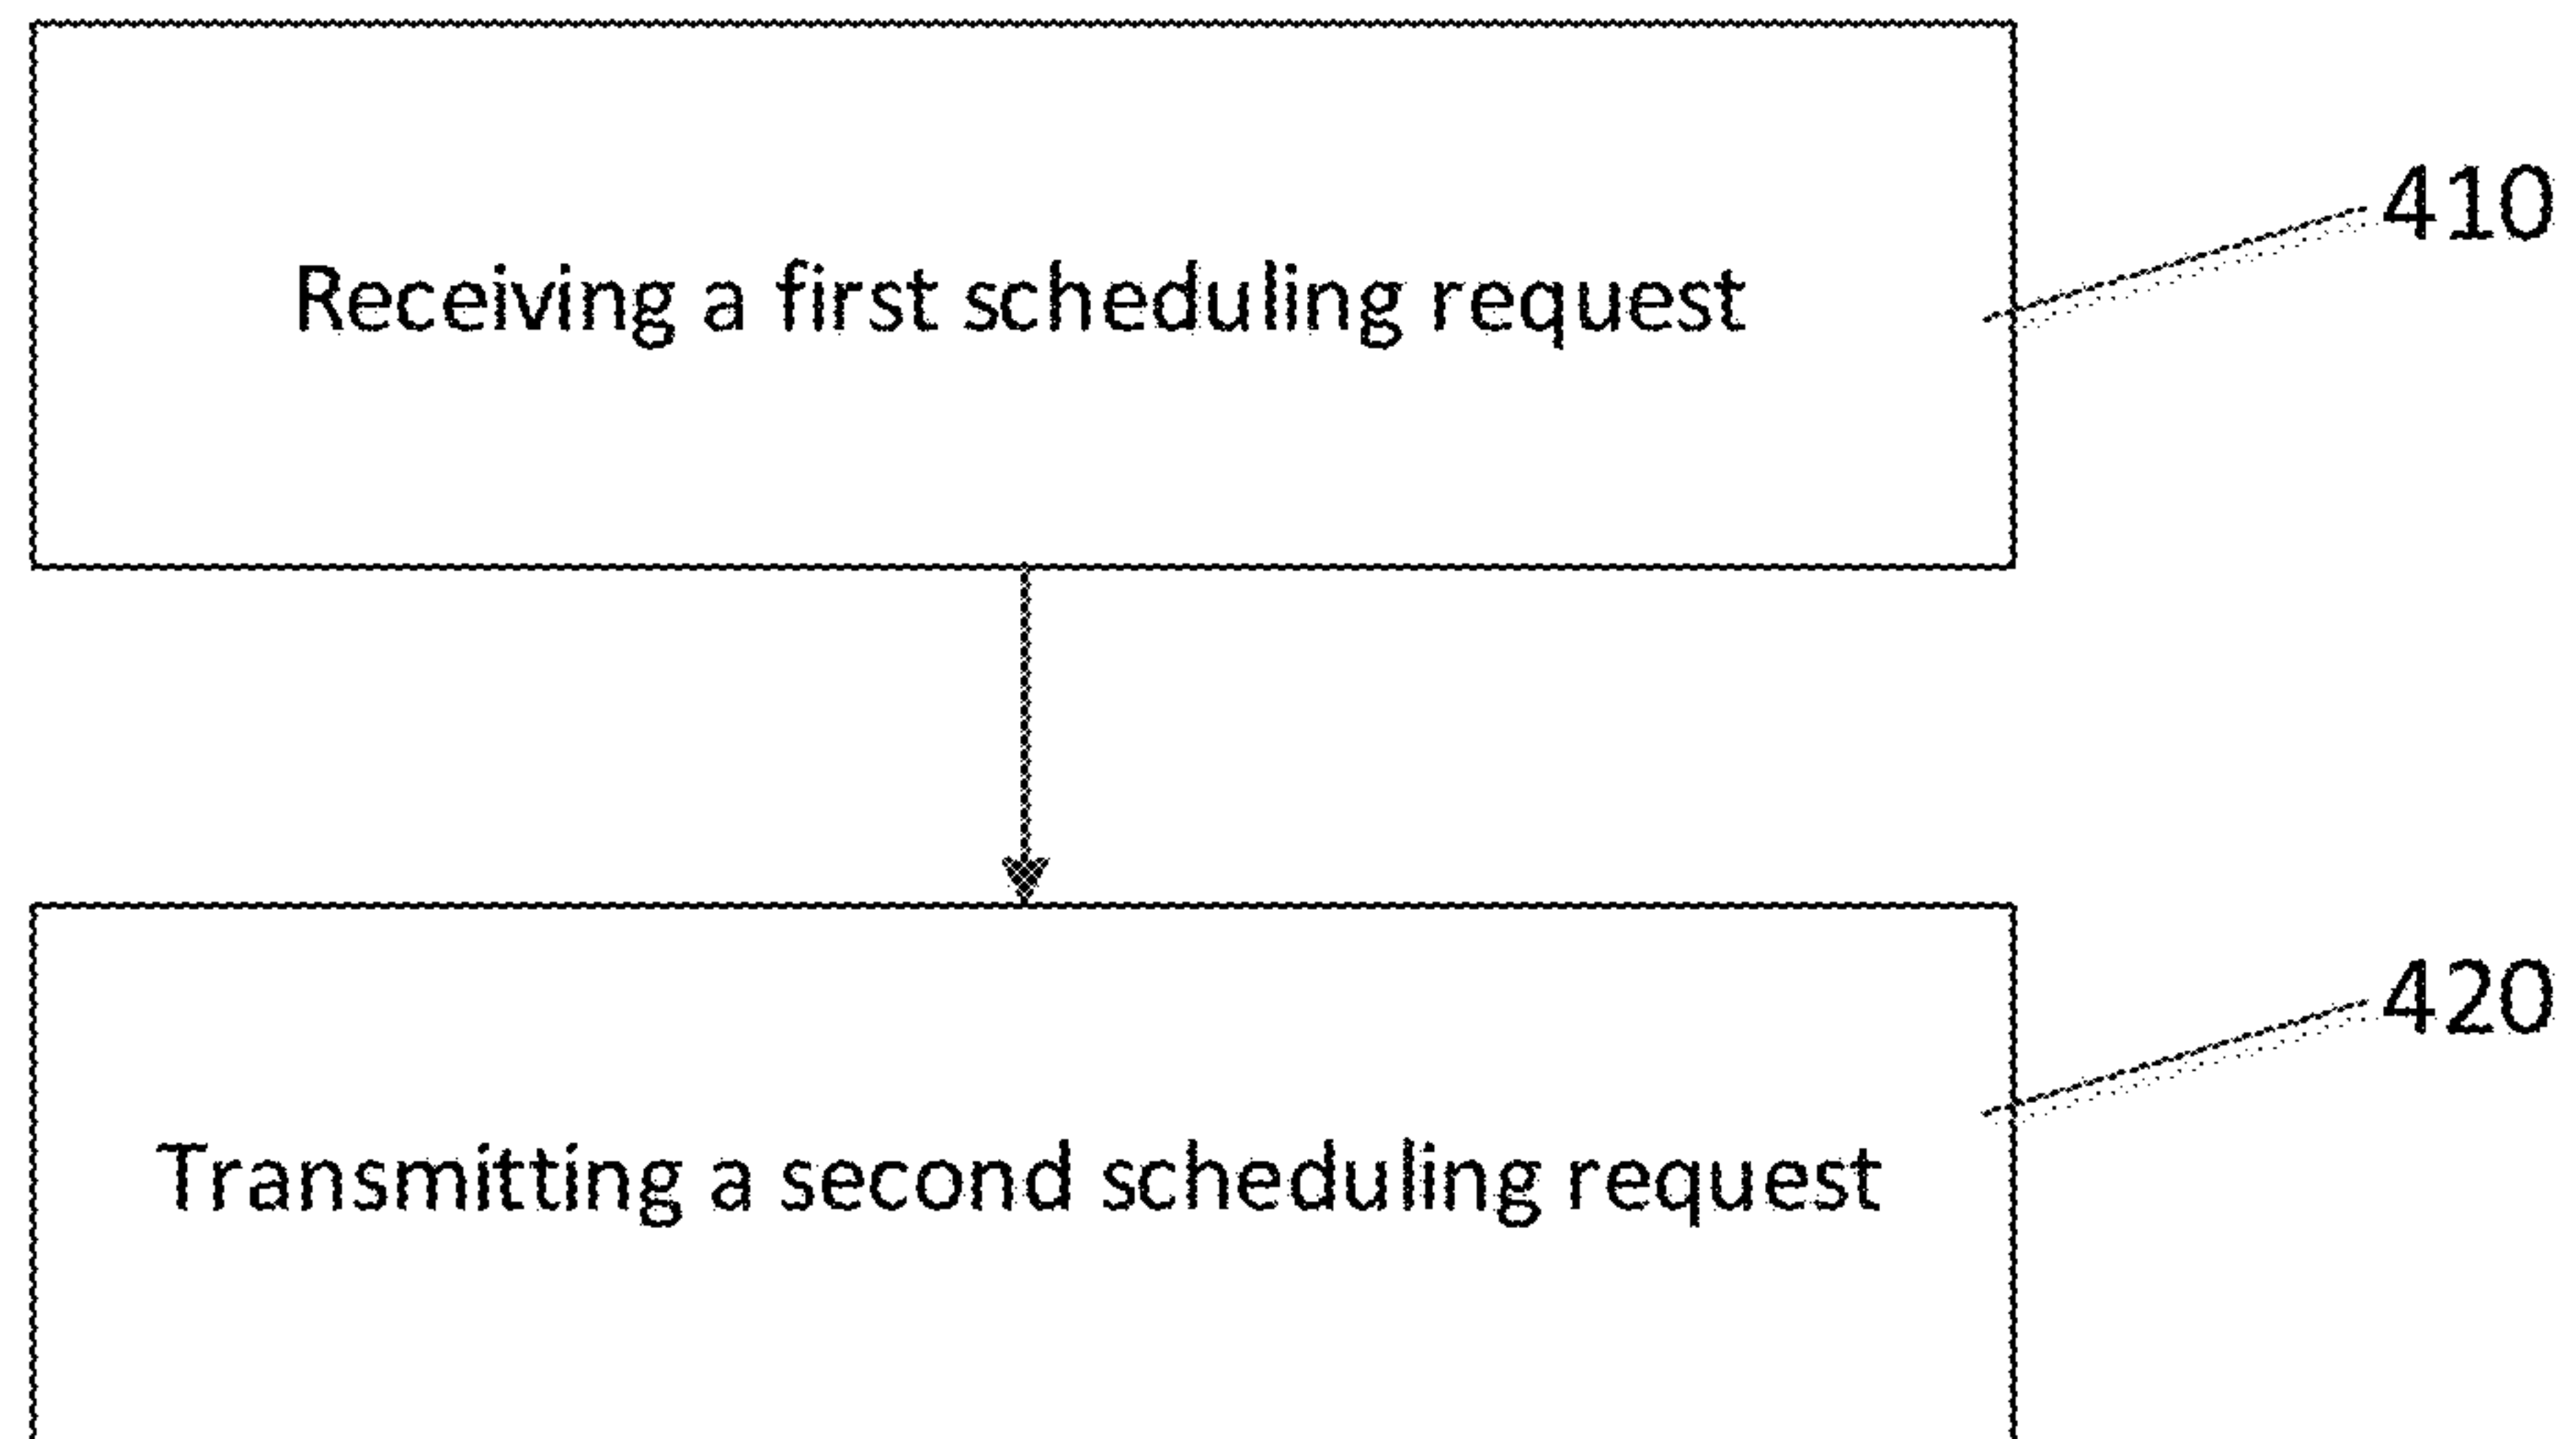 410
Receiving a first scheduling request
420
Transmitting a second scheduling request